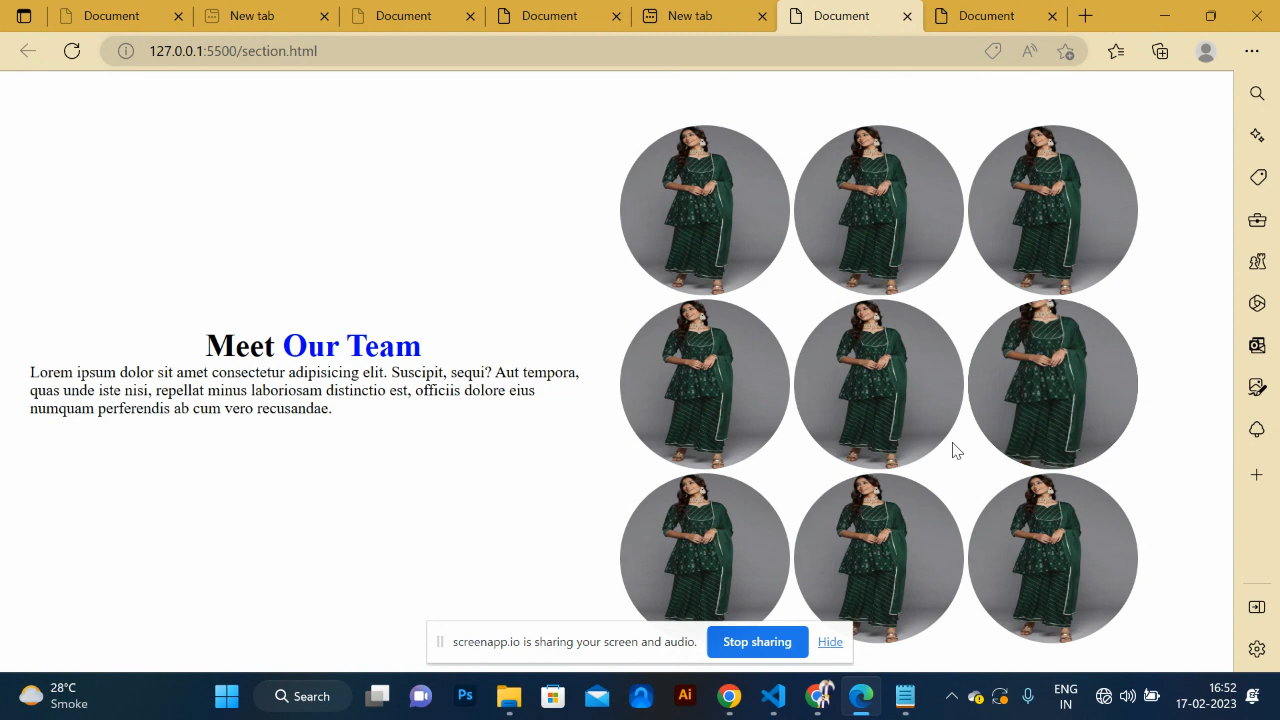 Document
New tab
Document
Document
New tab
Document
Document
127.0.0.1:5500/section.html
Meet Our Team
Lorem ipsum dolor sit amet consectetur adipisicing elit. Suscipit, sequi? Aut tempora,
quas unde iste nisi, repellat minus laboriosam distinctio est, officiis dolore eius
numquam perferendis ab cum vero recusandae.
screenapp.io is sharing your screen and audio.
Stop sharing
Hide
28°C
Smoke
Search
Ps
Ai
ENG
IN
16:52
17-02-2023